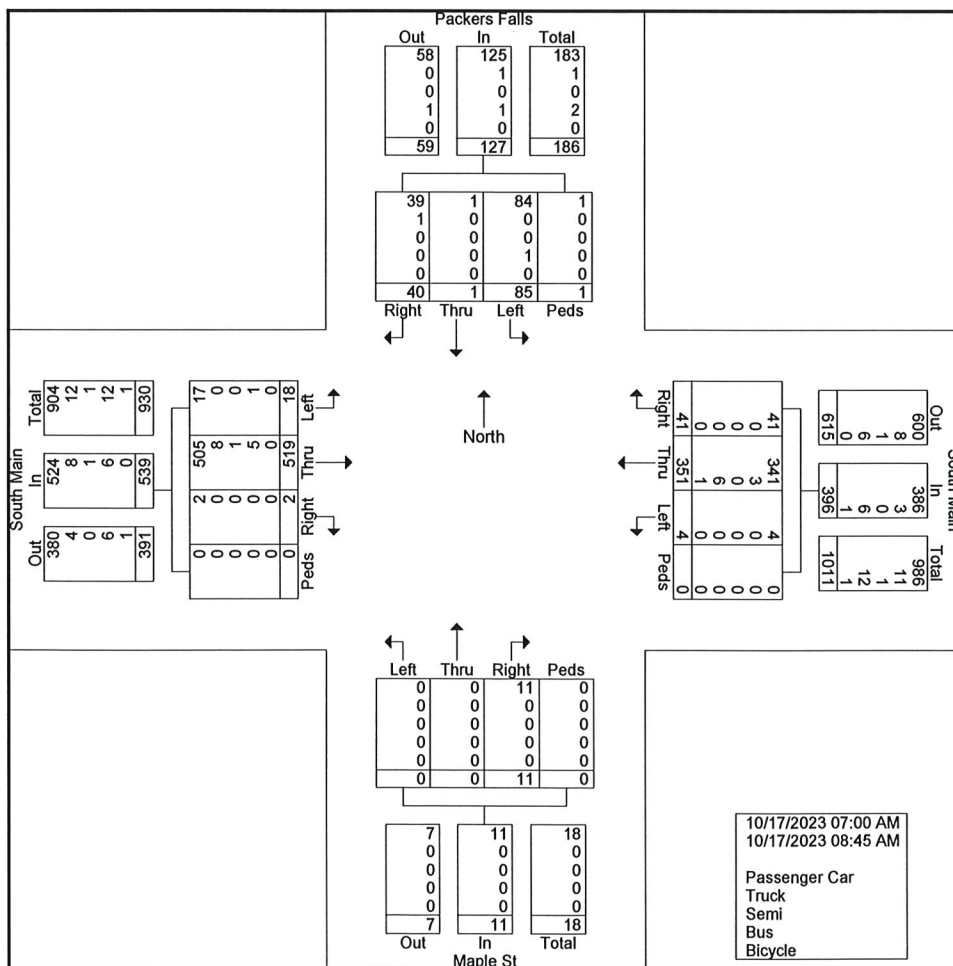 Packers Falls
Out In Total
58 125 183
0 1 1
0 0 0
1 1 2
0 0 0
59 127 186
39 1 84 1
1 0 0 0
0 0 0 0
0 0 1 0
0 0 0 0
40 1 85 1
Right Thru Left Peds
North
South Main
Total
904 12 1 12 1 930
In
524 8 1 6 0 539
Out
380 4 0 6 1 391
Left
17 0 0 1 0 18
Thru
505 8 1 5 0 519
Right
2 0 0 0 0 2
Peds
0 0 0 0 0 0
Right
41 0 0 0 0 41
Thru
341 3 0 6 1 351
Left
4 0 0 0 0 4
Peds
0 0 0 0 0 0
South Main
Out
600 8 1 6 0 615
In
386 3 0 6 1 396
Total
986 11 1 12 1 1011
Left Thru Right Peds
0 0 11 0
0 0 0 0
0 0 0 0
0 0 0 0
0 0 0 0
0 0 11 0
7 11 18
0 0 0
0 0 0
0 0 0
0 0 0
7 11 18
Out In Total
Maple St
10/17/2023 07:00 AM
10/17/2023 08:45 AM
Passenger Car
Truck
Semi
Bus
Bicycle